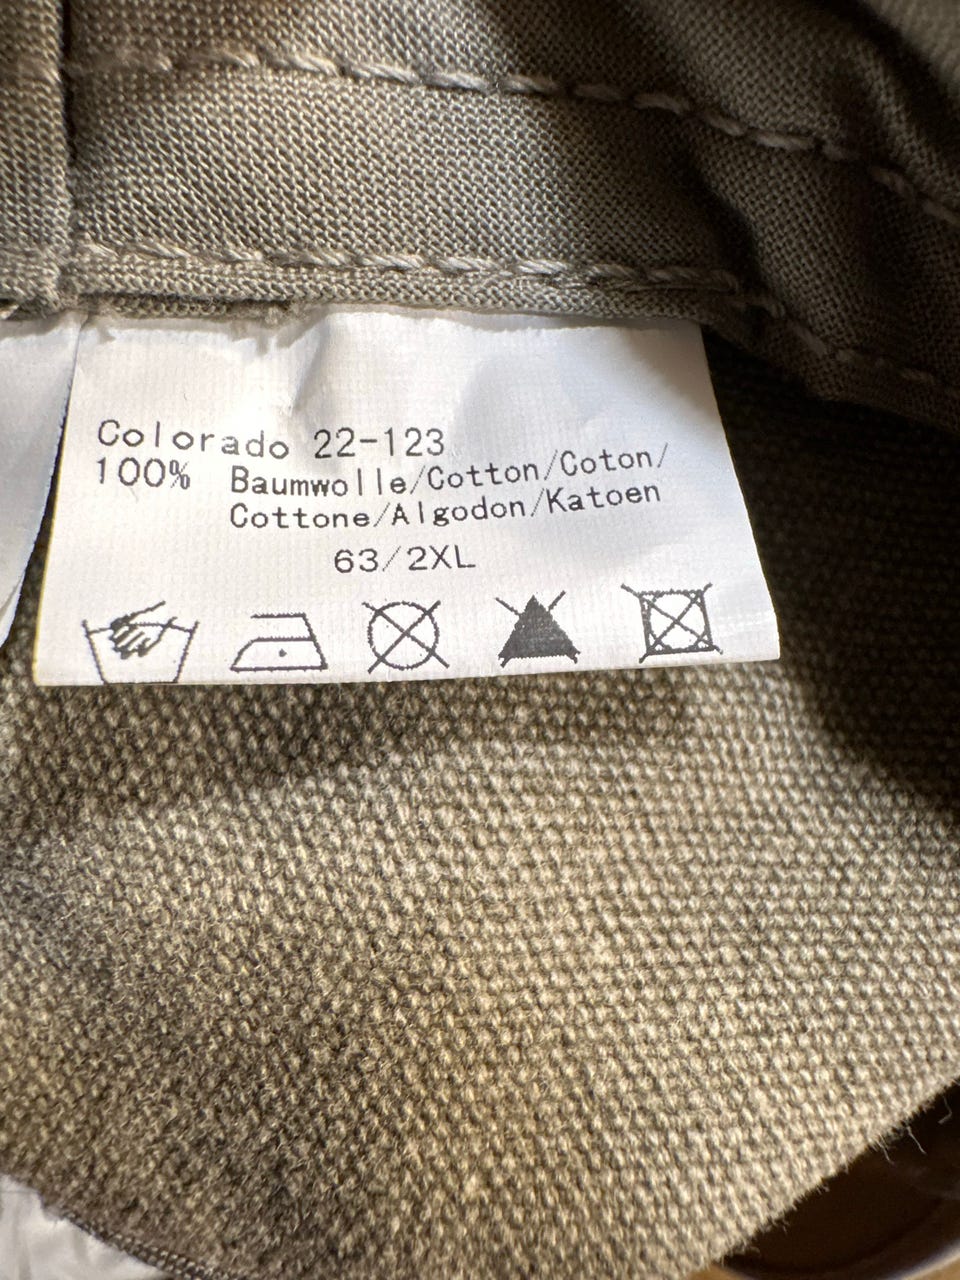 Colorado 22-123
100% Baumwolle/Cotton/Coton/
Cottone/Algodon/Katoen
63/2XL